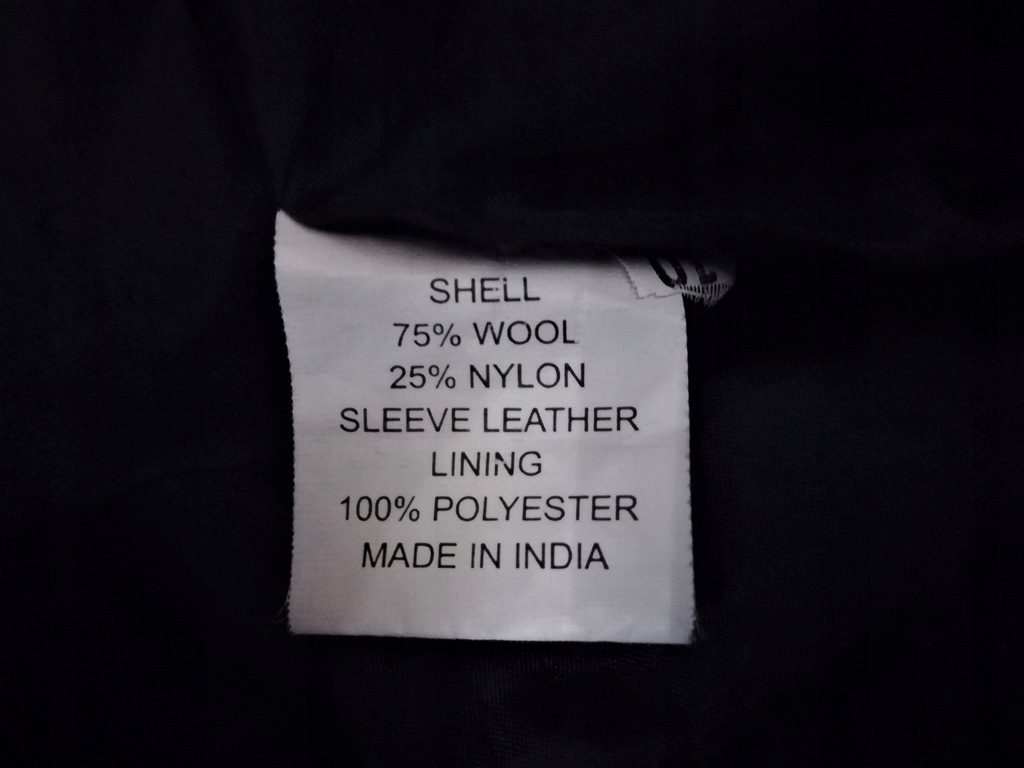 SHELL
75% WOOL
25% NYLON
SLEEVE LEATHER
LINING
100% POLYESTER
MADE IN INDIA